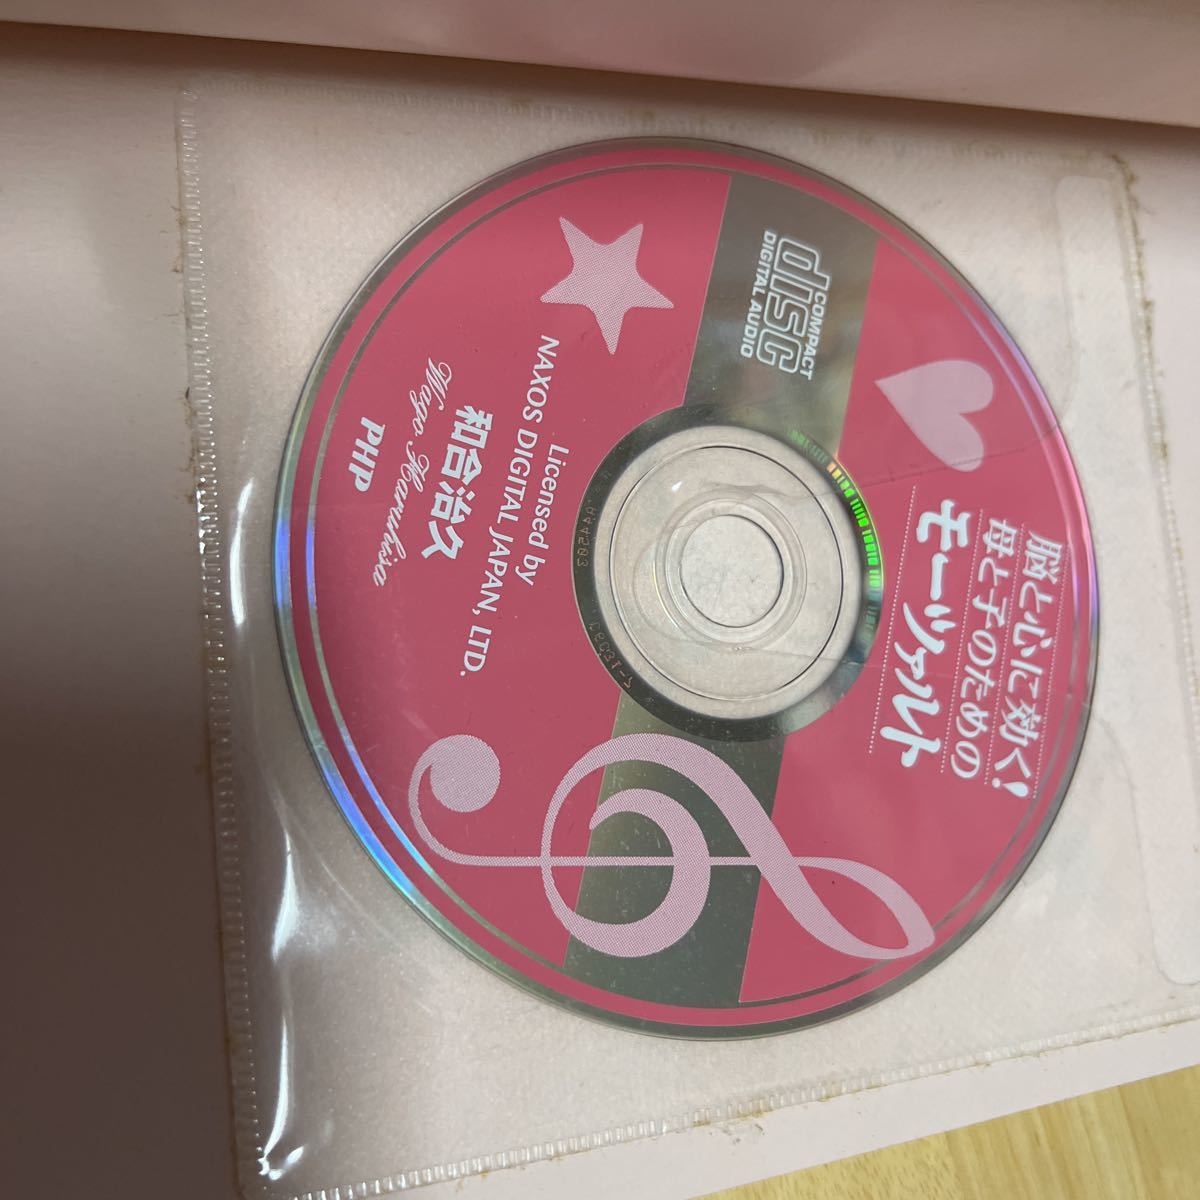 脳と心に効く!
母と子のための
モーツァルト
COMPACT
disc
DIGITAL AUDIO
Licensed by
NAXOS DIGITAL JAPAN, LTD.
和合治久
Wago Haruhisa
PHP